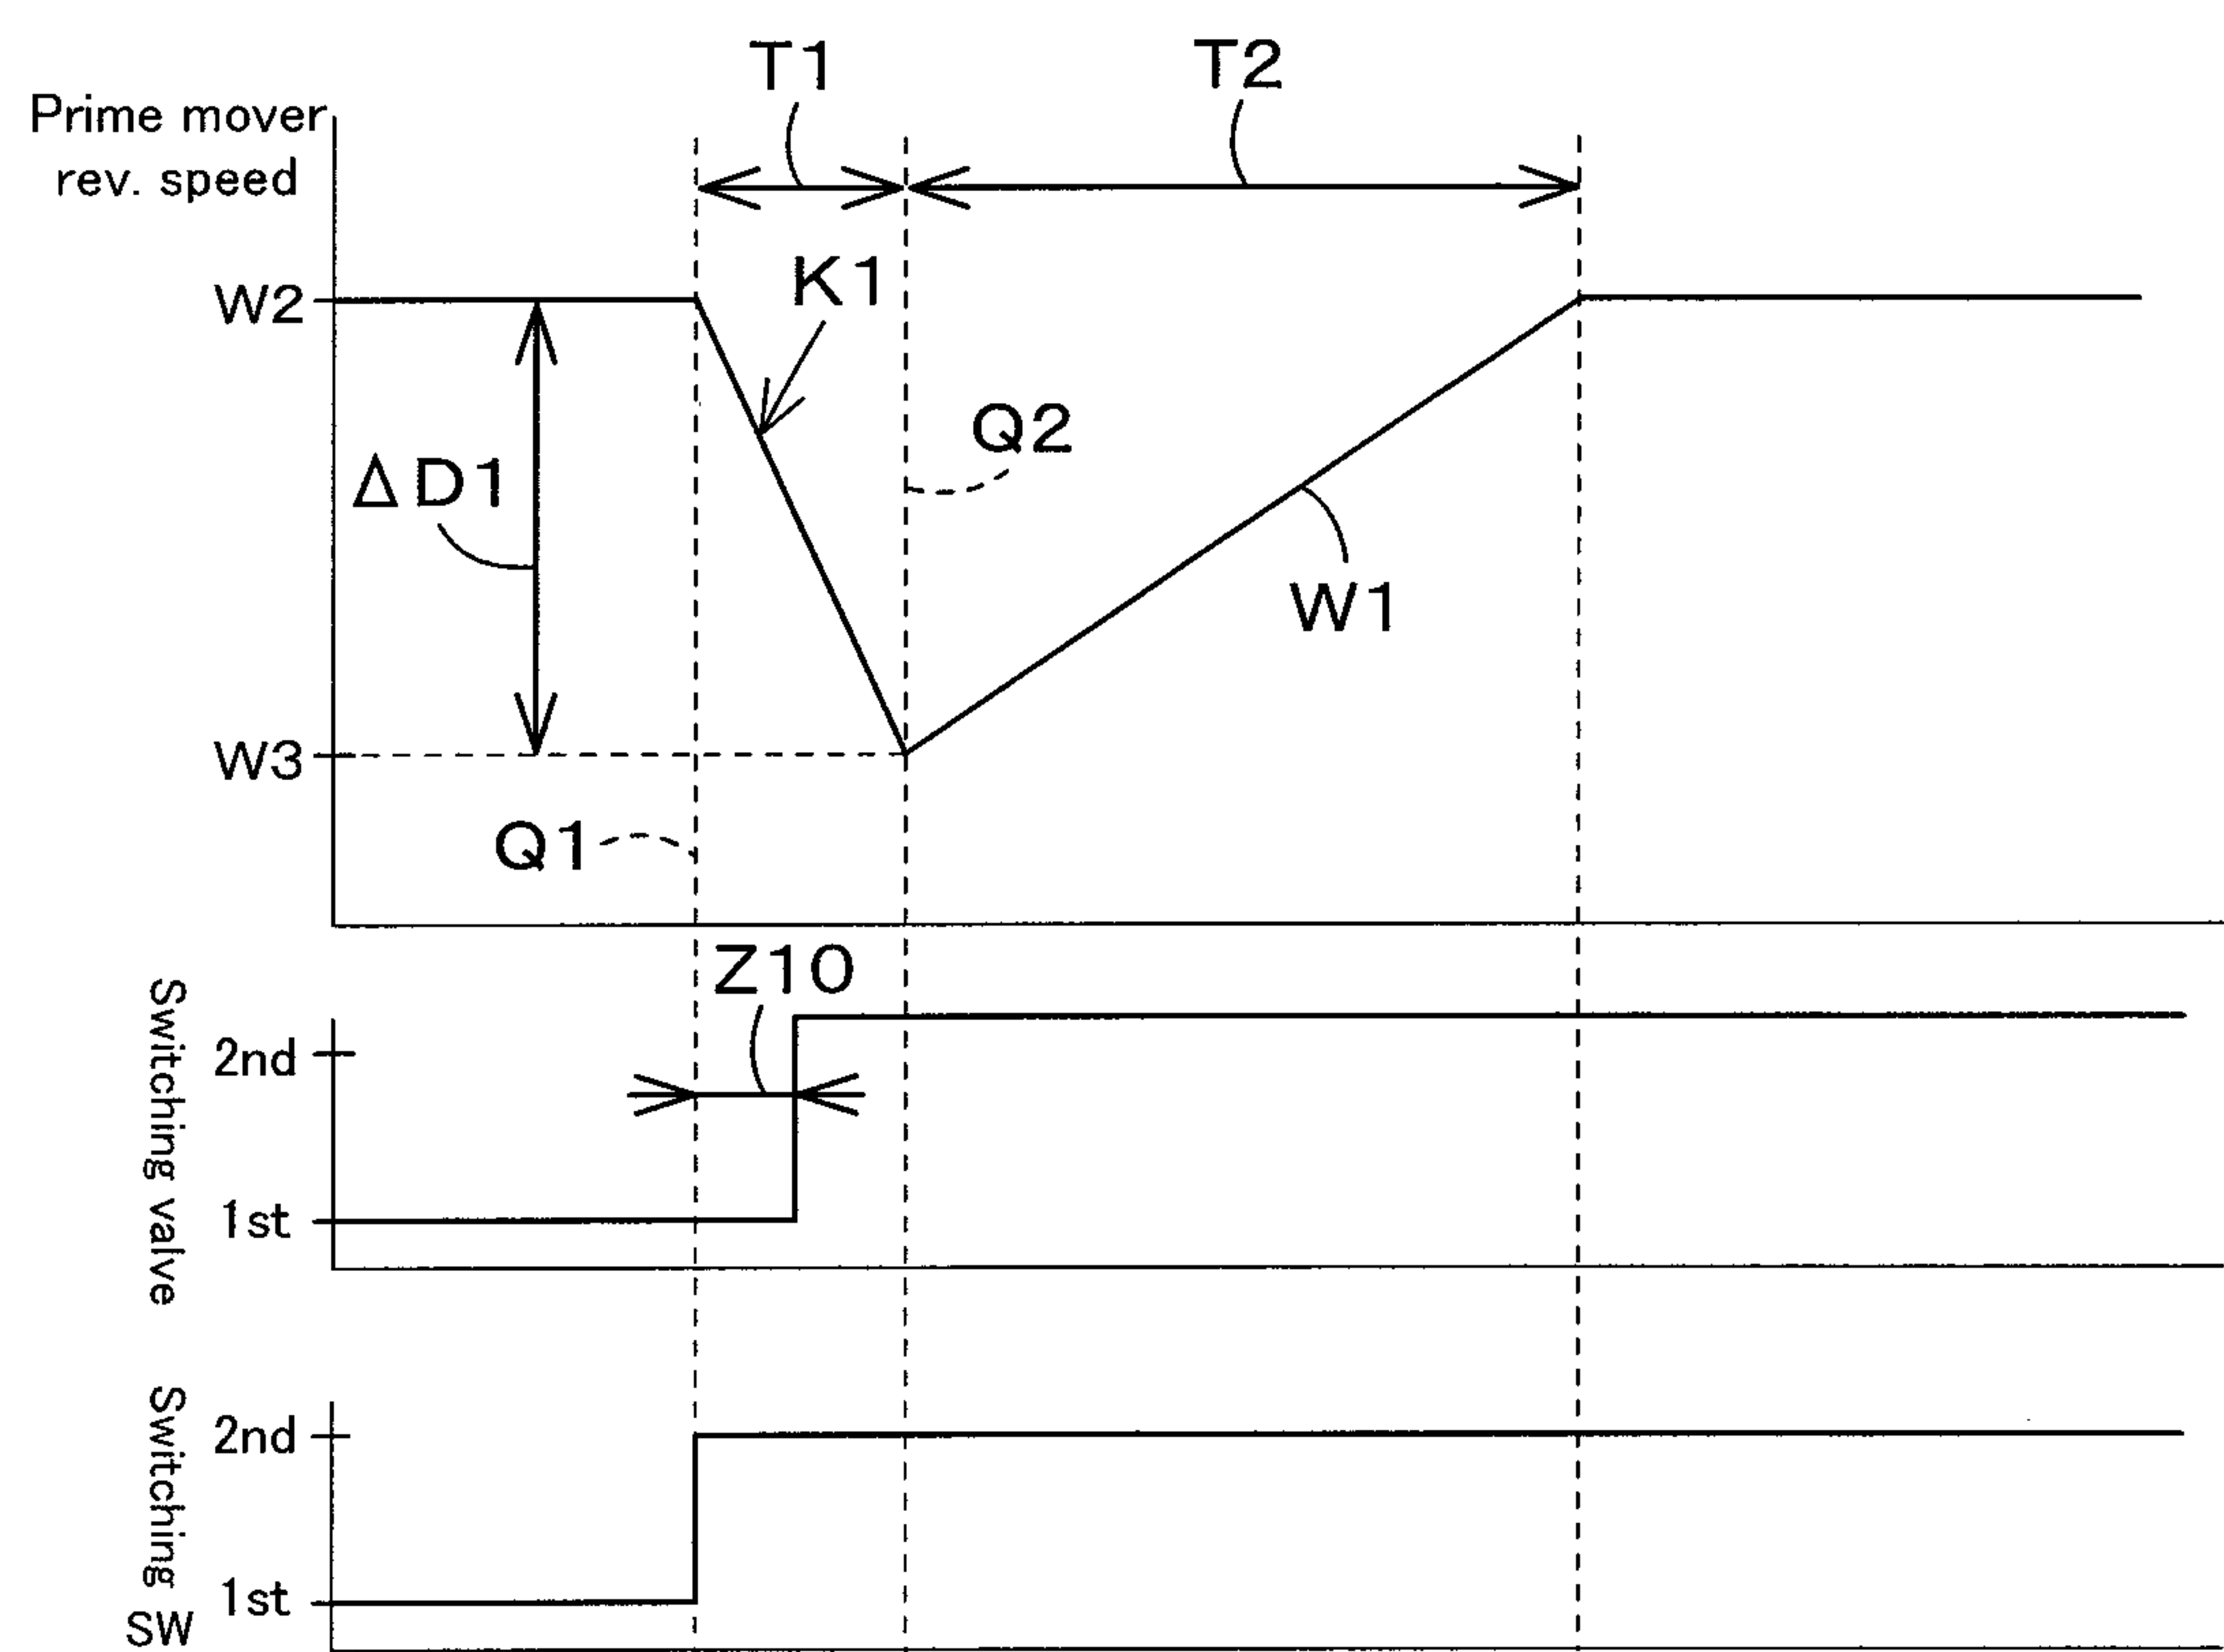 T1
T2
Prime mover
rev. speed
K1
W2
Q2
ΔD1
W1
W3
Q1
Z10
Switching valve
2nd
1st
Switching
SW
2nd
1st